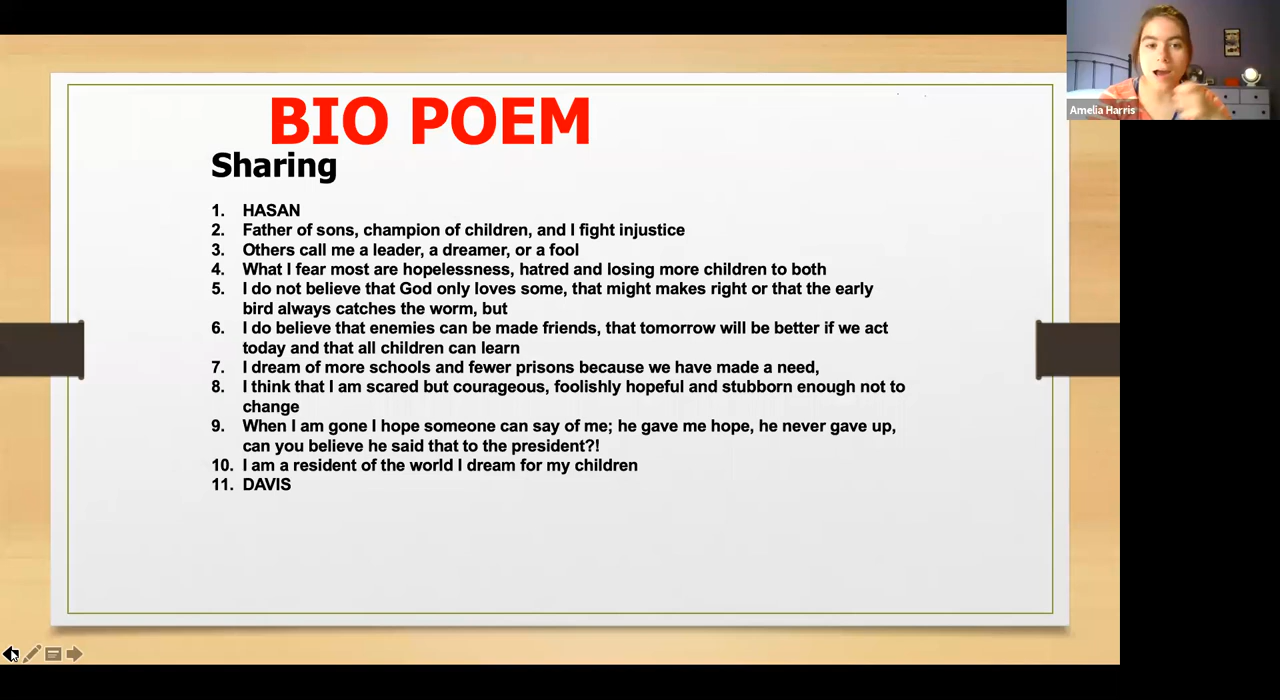 Amelia Harris
BIO POEM
Sharing
1. HASAN
2. Father of sons, champion of children, and I fight injustice
3. Others call me a leader, a dreamer, or a fool
4. What I fear most are hopelessness, hatred and losing more children to both
5. I do not believe that God only loves some, that might makes right or that the early
bird always catches the worm, but
6. I do believe that enemies can be made friends, that tomorrow will be better if we act
today and that all children can learn
7. I dream of more schools and fewer prisons because we have made a need,
8. I think that I am scared but courageous, foolishly hopeful and stubborn enough not to
change
9. When I am gone I hope someone can say of me; he gave me hope, he never gave up,
can you believe he said that to the president?!
10. I am a resident of the world I dream for my children
11. DAVIS